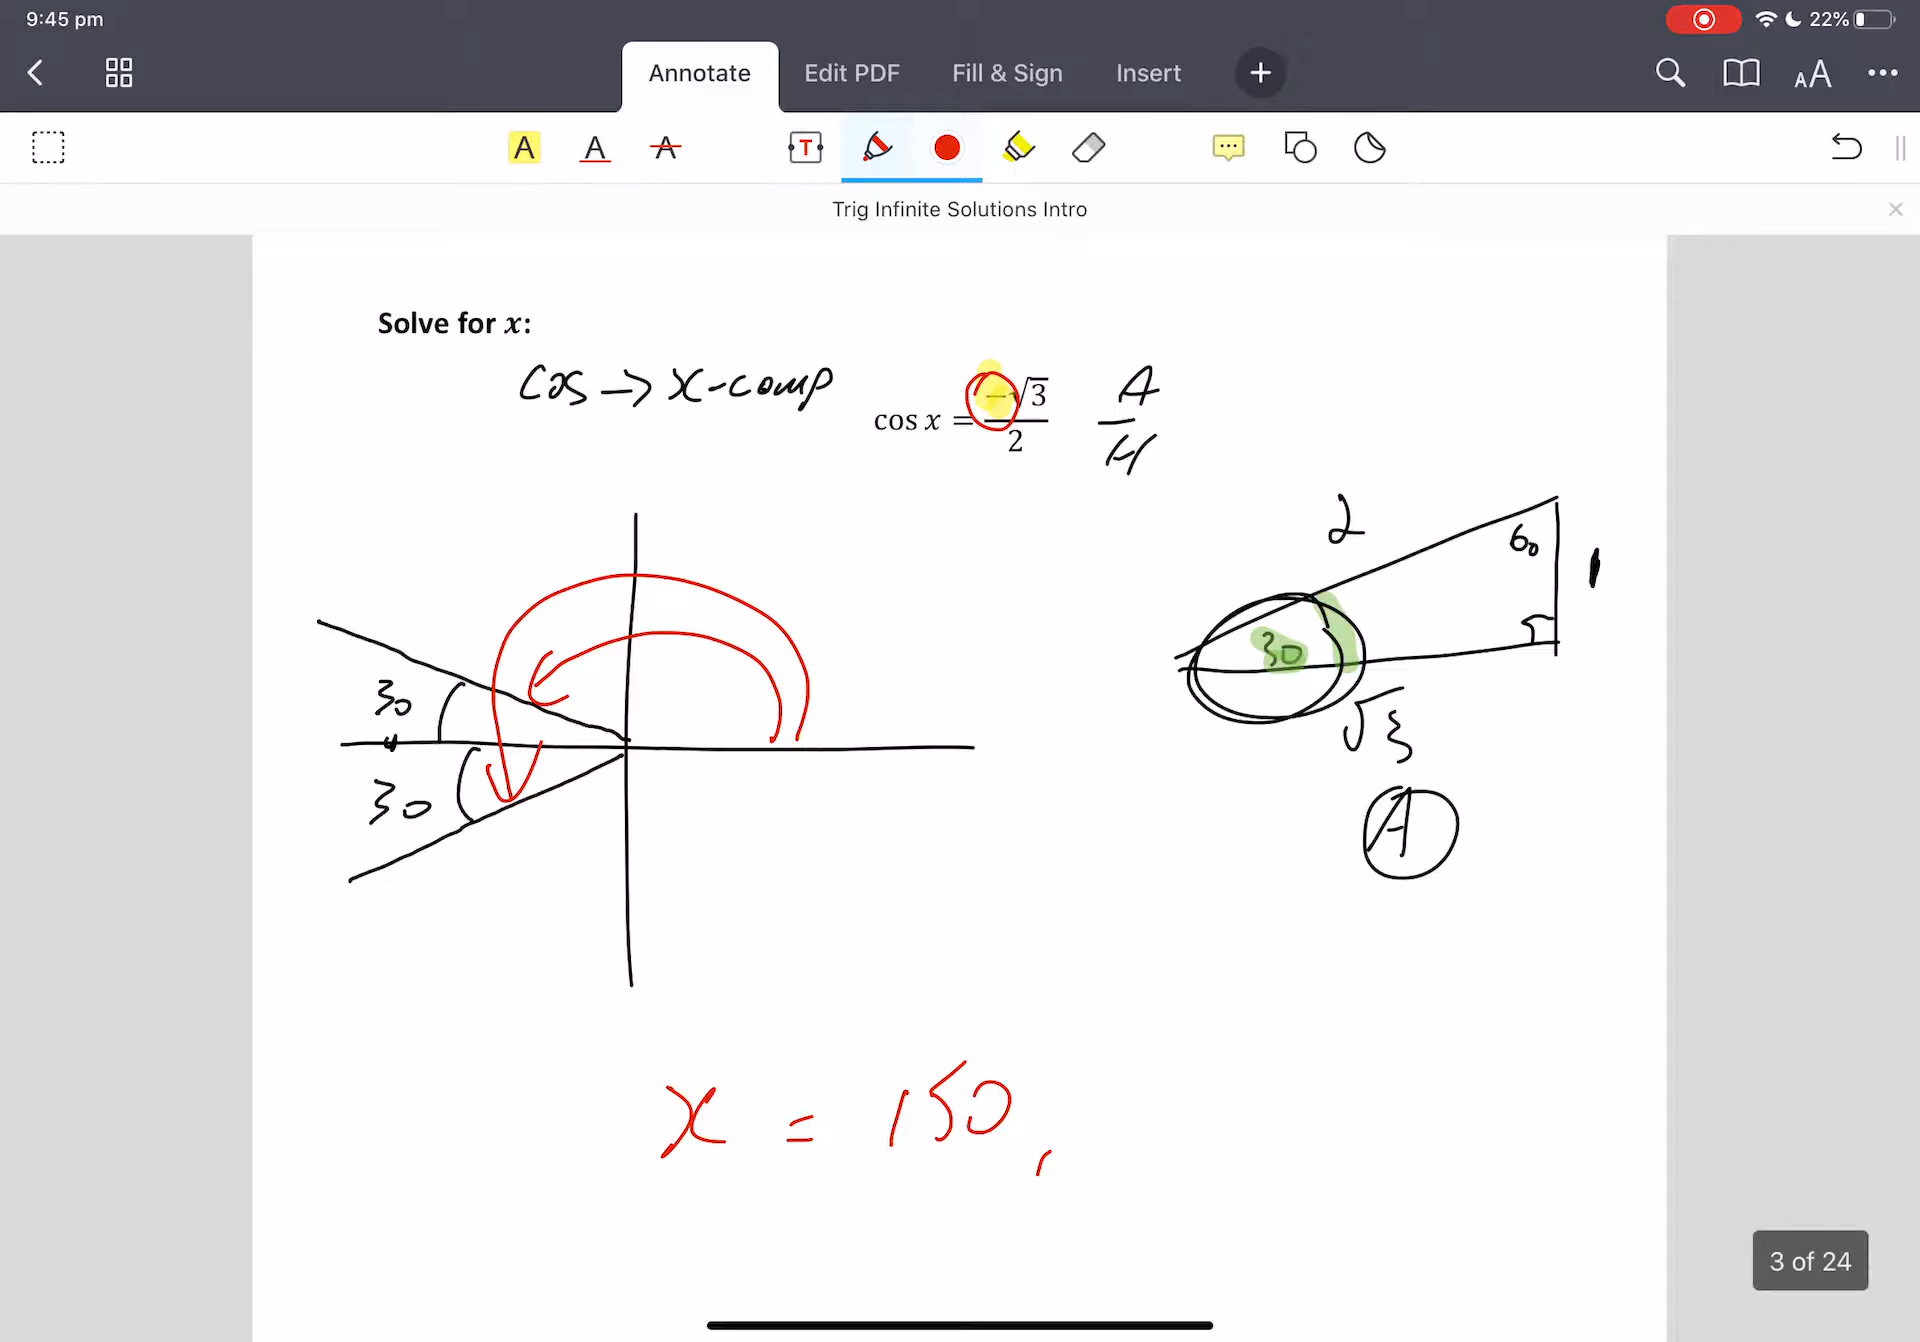 9:45 pm
22%
Annotate Edit PDF Fill & Sign Insert +
AA
A A A T
Trig Infinite Solutions Intro
Solve for x:
Cos → x-comp
cos x = -√3 / 2
A / H
2
60
1
30
√3
A
30
30
x = 150,
3 of 24